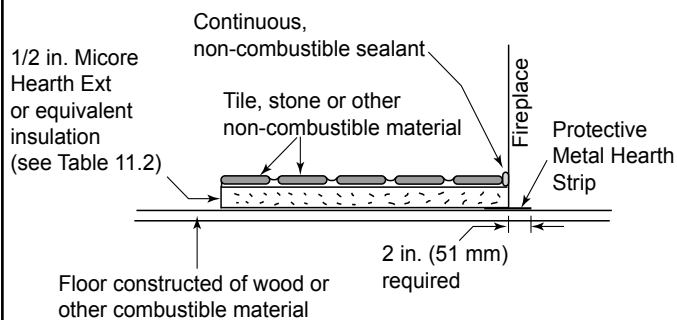 Continuous,
non-combustible sealant
1/2 in. Micore
Hearth Ext
or equivalent
insulation
(see Table 11.2)
Tile, stone or other
non-combustible material
Fireplace
Protective
Metal Hearth
Strip
2 in. (51 mm)
required
Floor constructed of wood or
other combustible material